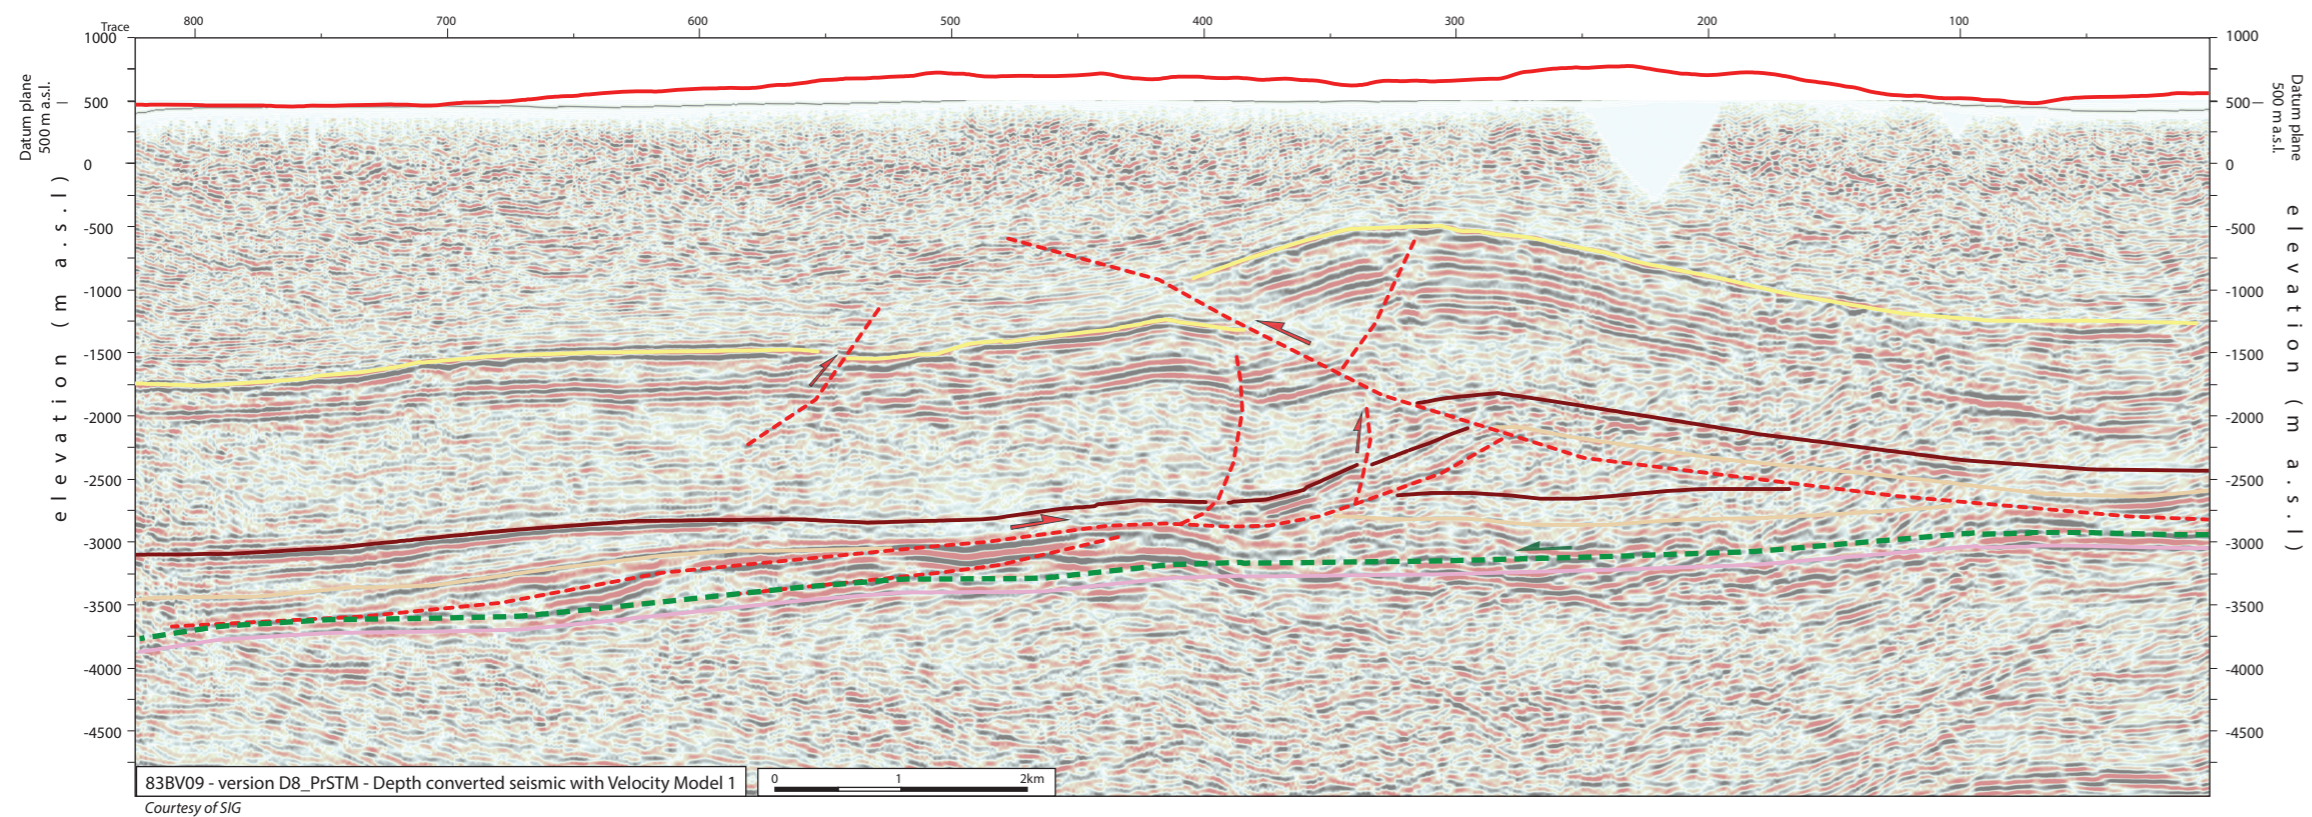 Trace
800 700 600 500 400 300 200 100
1000 1000
Datum plane
500 m a.s.l.
500 500
Datum plane
500 m a.s.l.
0 0
-500 -500
-1000 -1000
-1500 -1500
-2000 -2000
-2500 -2500
-3000 -3000
-3500 -3500
-4000 -4000
-4500 -4500
elevation (m a.s.l)
elevation (m a.s.l)
83BV09 - version D8_PrSTM - Depth converted seismic with Velocity Model 1
0 1 2km
Courtesy of SIG